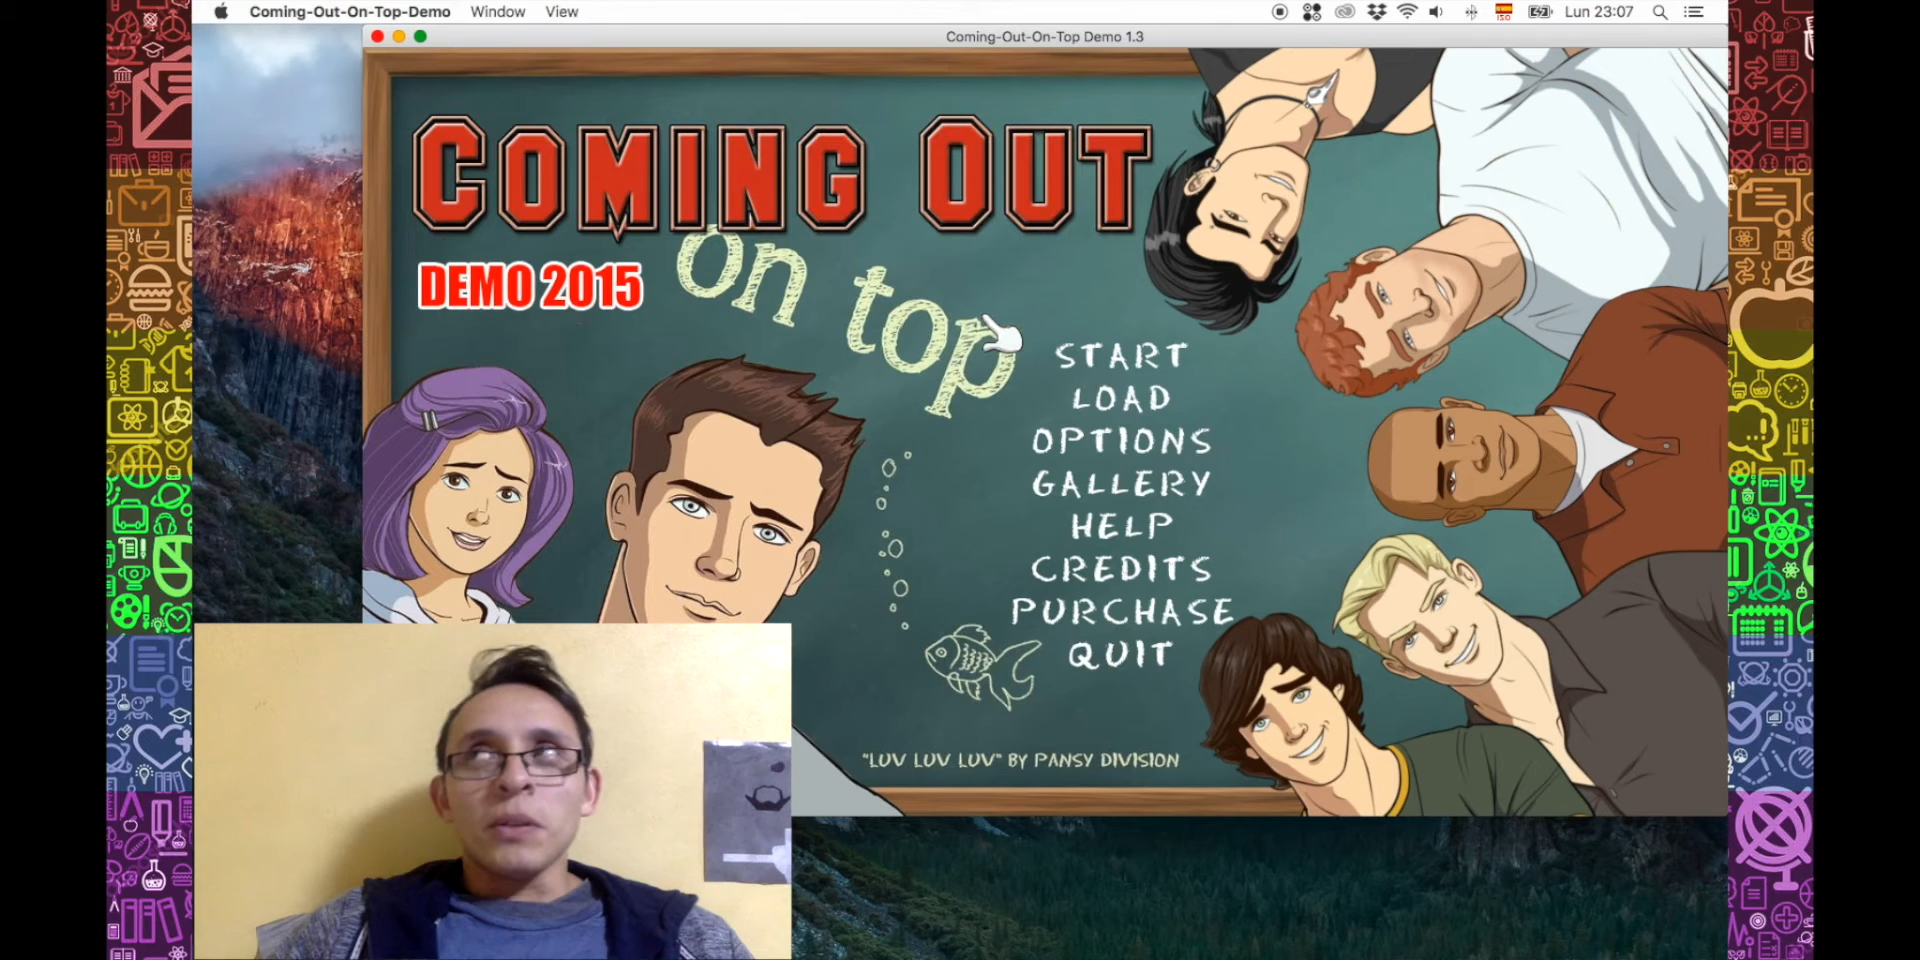 Coming-Out-On-Top-Demo Window View
Lun 23:07
Coming-Out-On-Top Demo 1.3
COMING OUT
on top
DEMO 2015
START
LOAD
OPTIONS
GALLERY
HELP
CREDITS
PURCHASE
QUIT
"LUV LUV LUV" BY PANSY DIVISION